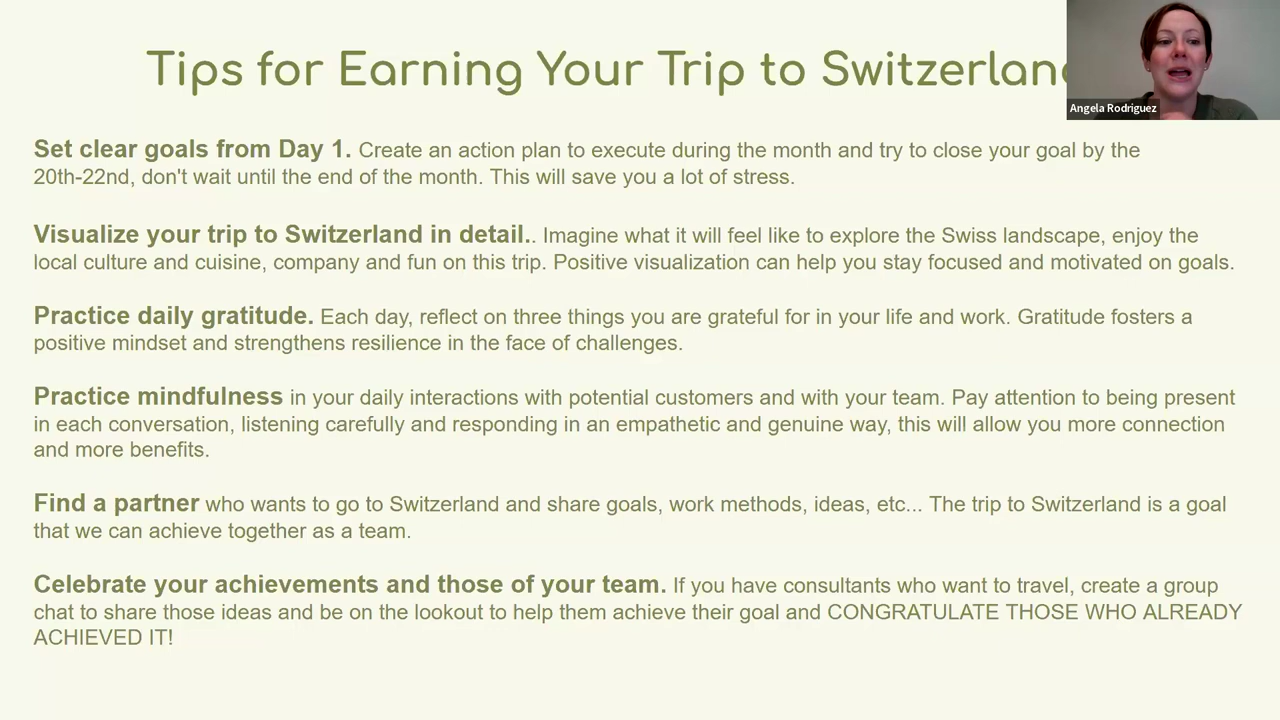 Tips for Earning Your Trip to Switzerland
Angela Rodriguez
Set clear goals from Day 1. Create an action plan to execute during the month and try to close your goal by the
20th-22nd, don't wait until the end of the month. This will save you a lot of stress.
Visualize your trip to Switzerland in detail.. Imagine what it will feel like to explore the Swiss landscape, enjoy the
local culture and cuisine, company and fun on this trip. Positive visualization can help you stay focused and motivated on goals.
Practice daily gratitude. Each day, reflect on three things you are grateful for in your life and work. Gratitude fosters a
positive mindset and strengthens resilience in the face of challenges.
Practice mindfulness in your daily interactions with potential customers and with your team. Pay attention to being present
in each conversation, listening carefully and responding in an empathetic and genuine way, this will allow you more connection
and more benefits.
Find a partner who wants to go to Switzerland and share goals, work methods, ideas, etc... The trip to Switzerland is a goal
that we can achieve together as a team.
Celebrate your achievements and those of your team. If you have consultants who want to travel, create a group
chat to share those ideas and be on the lookout to help them achieve their goal and CONGRATULATE THOSE WHO ALREADY
ACHIEVED IT!